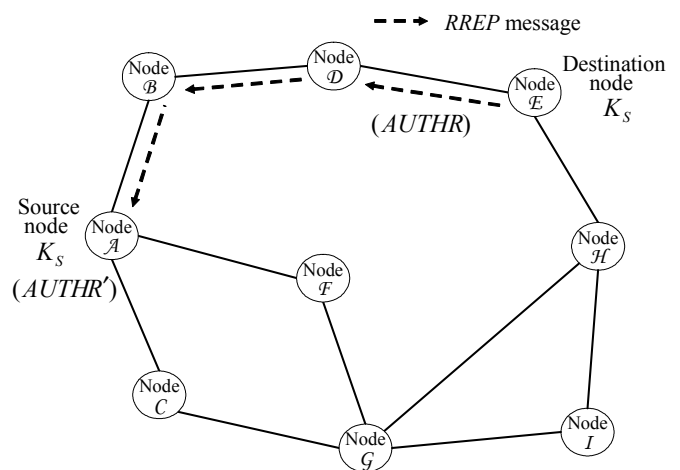 RREP message
Node
B
Node
D
Node
E
Destination
node
K_S
(AUTHR)
Source
node
K_S
(AUTHR′)
Node
A
Node
F
Node
H
Node
C
Node
G
Node
I